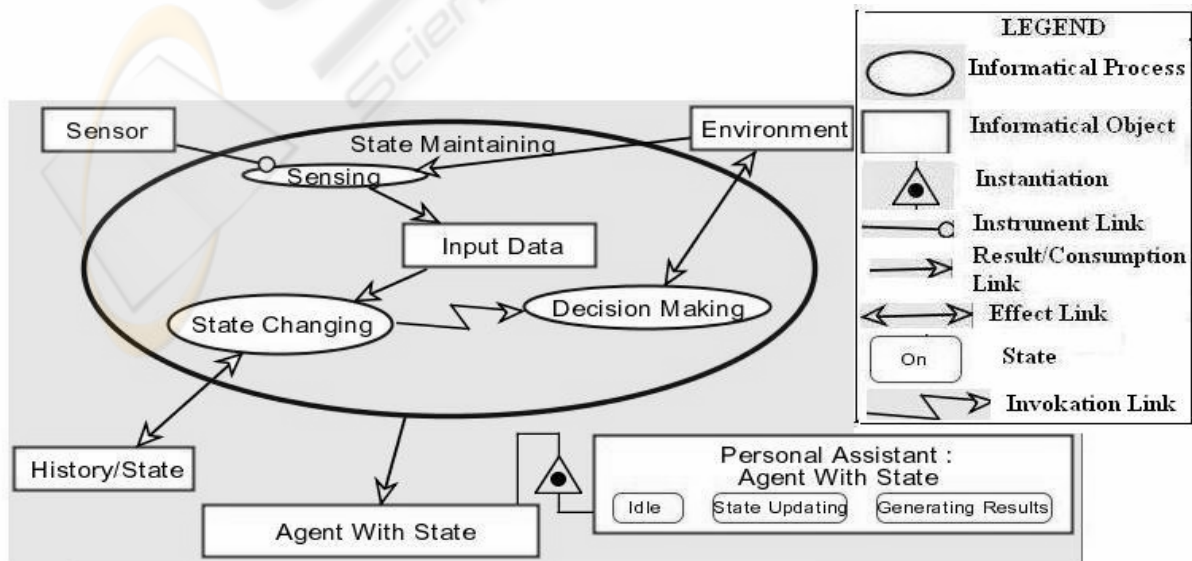 Scien
LEGEND
Informatical Process
Informatical Object
Instantiation
Instrument Link
Result/Consumption
Link
Effect Link
On
State
Invokation Link
Sensor
State Maintaining
Environment
Sensing
Input Data
State Changing
Decision Making
History/State
Agent With State
Personal Assistant :
Agent With State
Idle
State Updating
Generating Results